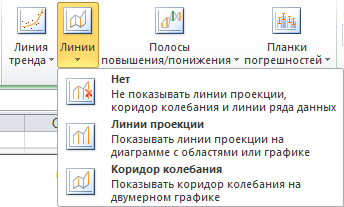 Линия тренда
Линии
Полосы повышения/понижения
Планки погрешностей
Нет
Не показывать линии проекции,
коридор колебания и линии ряда данных
Линии проекции
Показывать линии проекции на
диаграмме с областями или графике
Коридор колебания
Показывать коридор колебания на
двумерном графике